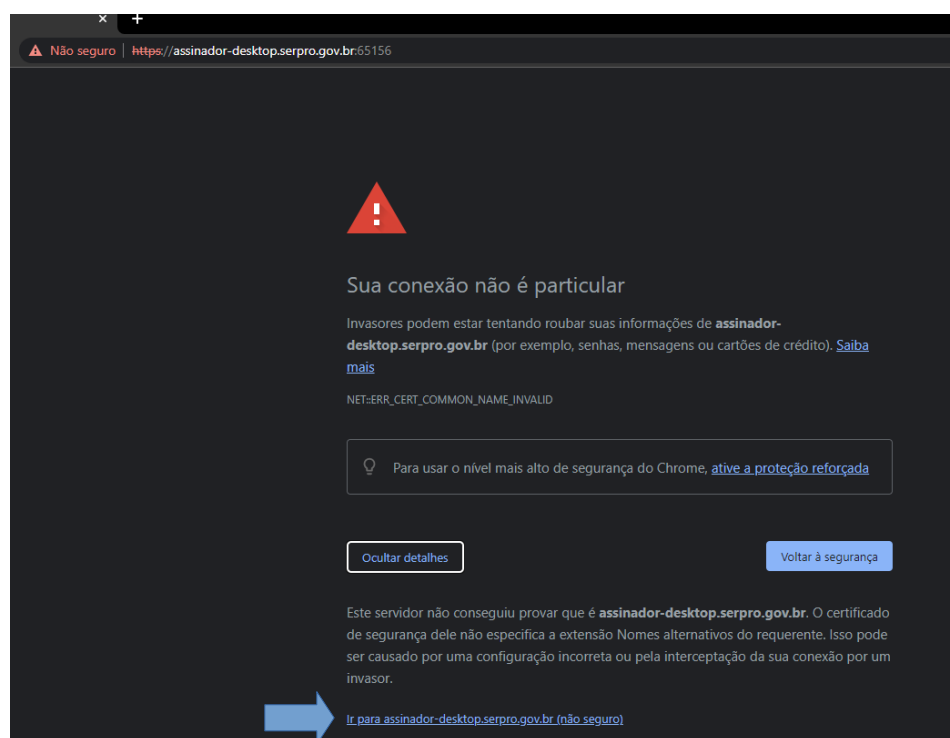 × +
Não seguro | https://assinador-desktop.serpro.gov.br:65156
!
Sua conexão não é particular
Invasores podem estar tentando roubar suas informações de assinador-
desktop.serpro.gov.br (por exemplo, senhas, mensagens ou cartões de crédito). Saiba
mais
NET::ERR_CERT_COMMON_NAME_INVALID
Para usar o nível mais alto de segurança do Chrome, ative a proteção reforçada
Ocultar detalhes
Voltar à segurança
Este servidor não conseguiu provar que é assinador-desktop.serpro.gov.br. O certificado
de segurança dele não especifica a extensão Nomes alternativos do requerente. Isso pode
ser causado por uma configuração incorreta ou pela interceptação da sua conexão por um
invasor.
Ir para assinador-desktop.serpro.gov.br (não seguro)